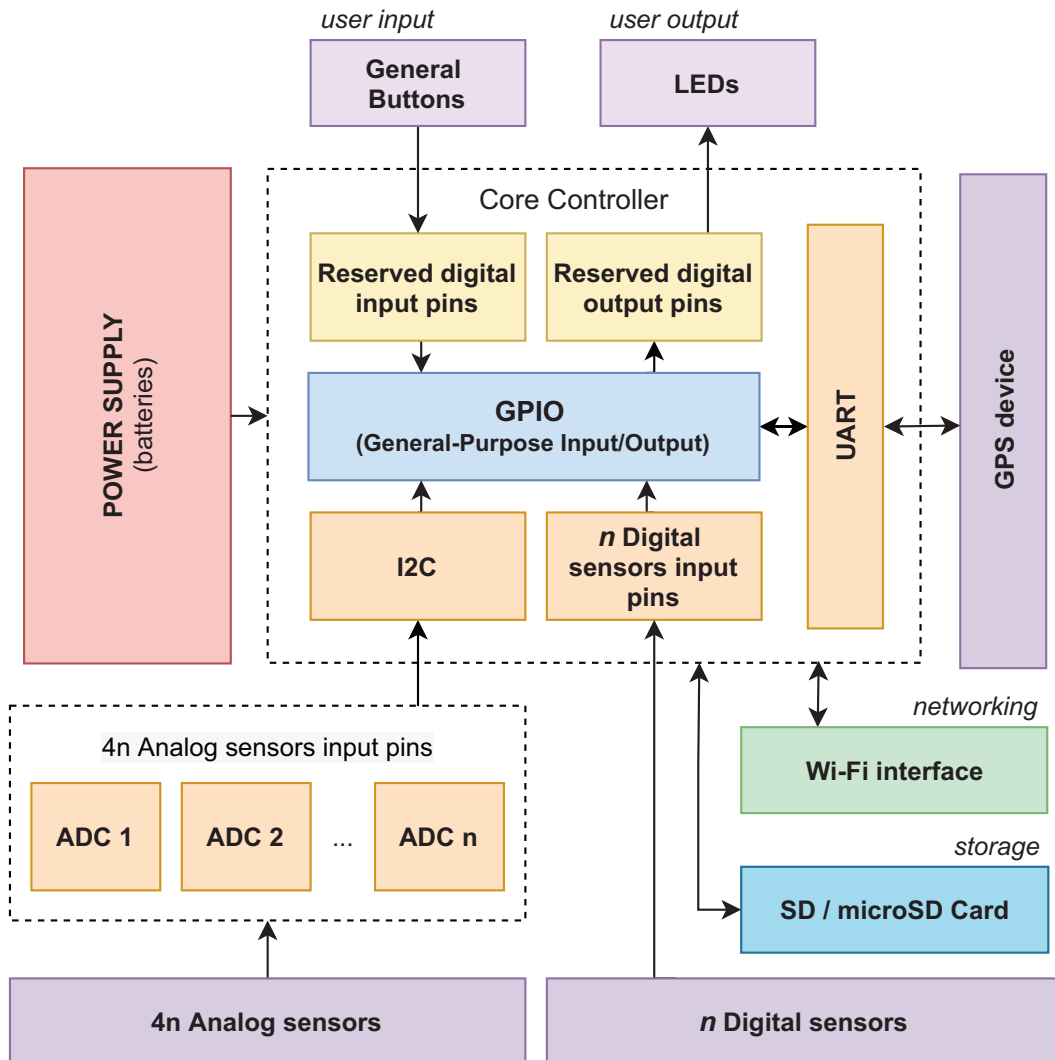 user input
user output
General
Buttons
LEDs
Core Controller
Reserved digital
input pins
Reserved digital
output pins
POWER SUPPLY
(batteries)
GPIO
(General-Purpose Input/Output)
UART
GPS device
I2C
n Digital
sensors input
pins
networking
4n Analog sensors input pins
Wi-Fi interface
ADC 1
ADC 2
...
ADC n
storage
SD / microSD Card
4n Analog sensors
n Digital sensors